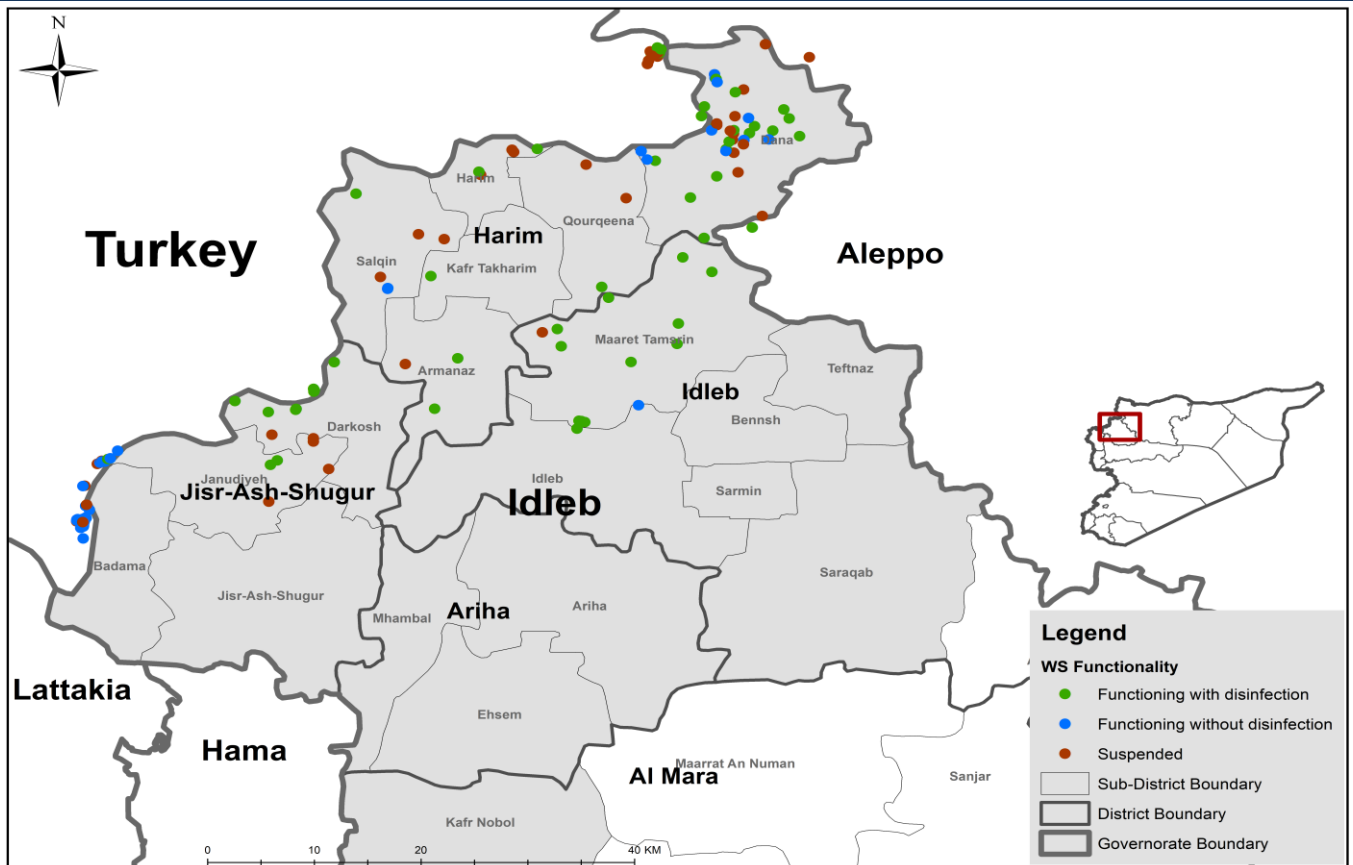 N
Dana
Harim
Qourqeena
Harim
Turkey
Aleppo
Salqin
Kafr Takharim
Maaret Tamsrin
Armanaz
Teftnaz
Idleb
Bennsh
Darkosh
Janudiyeh
Idleb
Jisr-Ash-Shugur
Sarmin
Idleb
Badama
Saraqab
Jisr-Ash-Shugur
Mhambal
Ariha
Ariha
Legend
WS Functionality
Lattakia
Functioning with disinfection
Ehsem
Functioning without disinfection
Hama
Suspended
Maarrat An Numan
Al Mara
Sanjar
Sub-District Boundary
District Boundary
Kafr Nobol
Governorate Boundary
0 10 20 40 KM